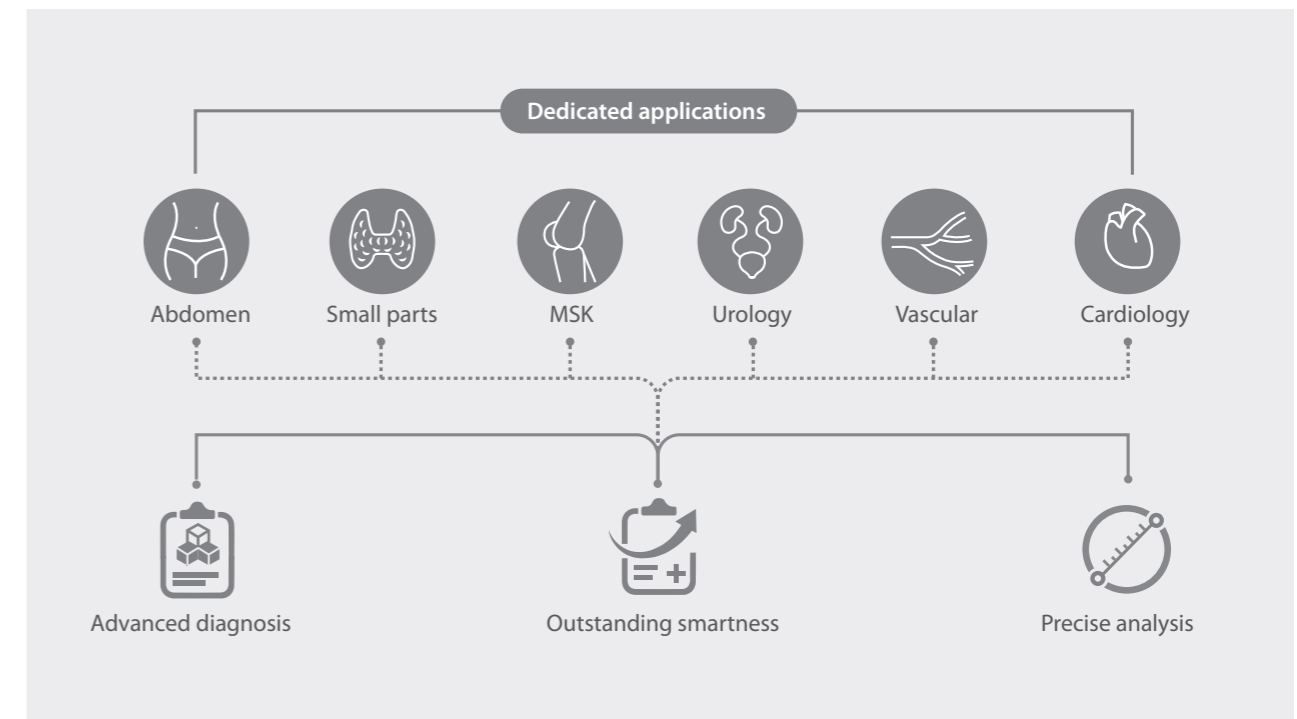 Dedicated applications
Abdomen
Small parts
MSK
Urology
Vascular
Cardiology
Advanced diagnosis
Outstanding smartness
Precise analysis